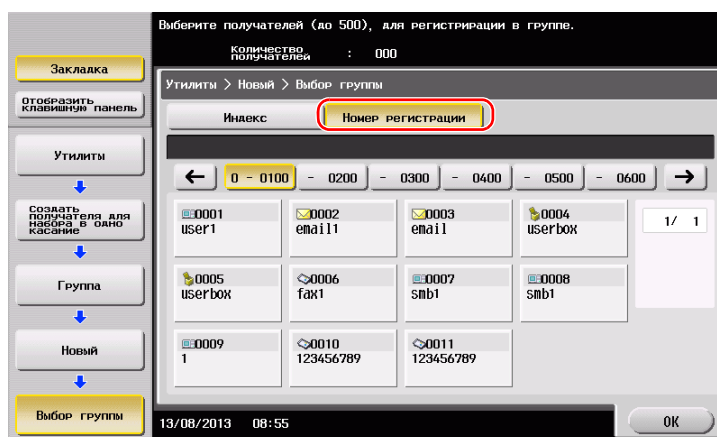 Выберите получателей (до 500), для регистрирации в группе.
Количество
получателей : 000
Закладка
Отобразить
клавишную панель
Утилиты
Создать
получателя для
набора в одно
касание
Группа
Новый
Выбор группы
Утилиты > Новый > Выбор группы
Индекс
Номер регистрации
← 0 - 0100 - 0200 - 0300 - 0400 - 0500 - 0600 →
0001
user1
0002
email1
0003
email
0004
userbox
1/ 1
0005
userbox
0006
fax1
0007
smb1
0008
smb1
0009
1
0010
123456789
0011
123456789
13/08/2013 08:55
OK